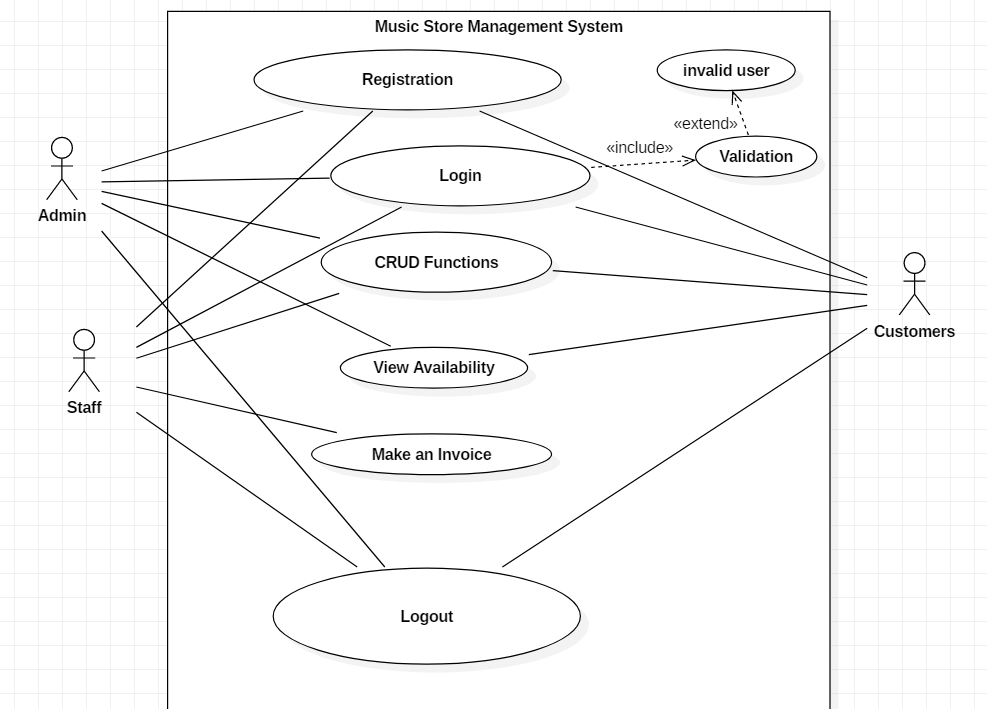 Music Store Management System
Registration
invalid user
«extend»
«include»
Validation
Login
Admin
CRUD Functions
Customers
View Availability
Staff
Make an Invoice
Logout